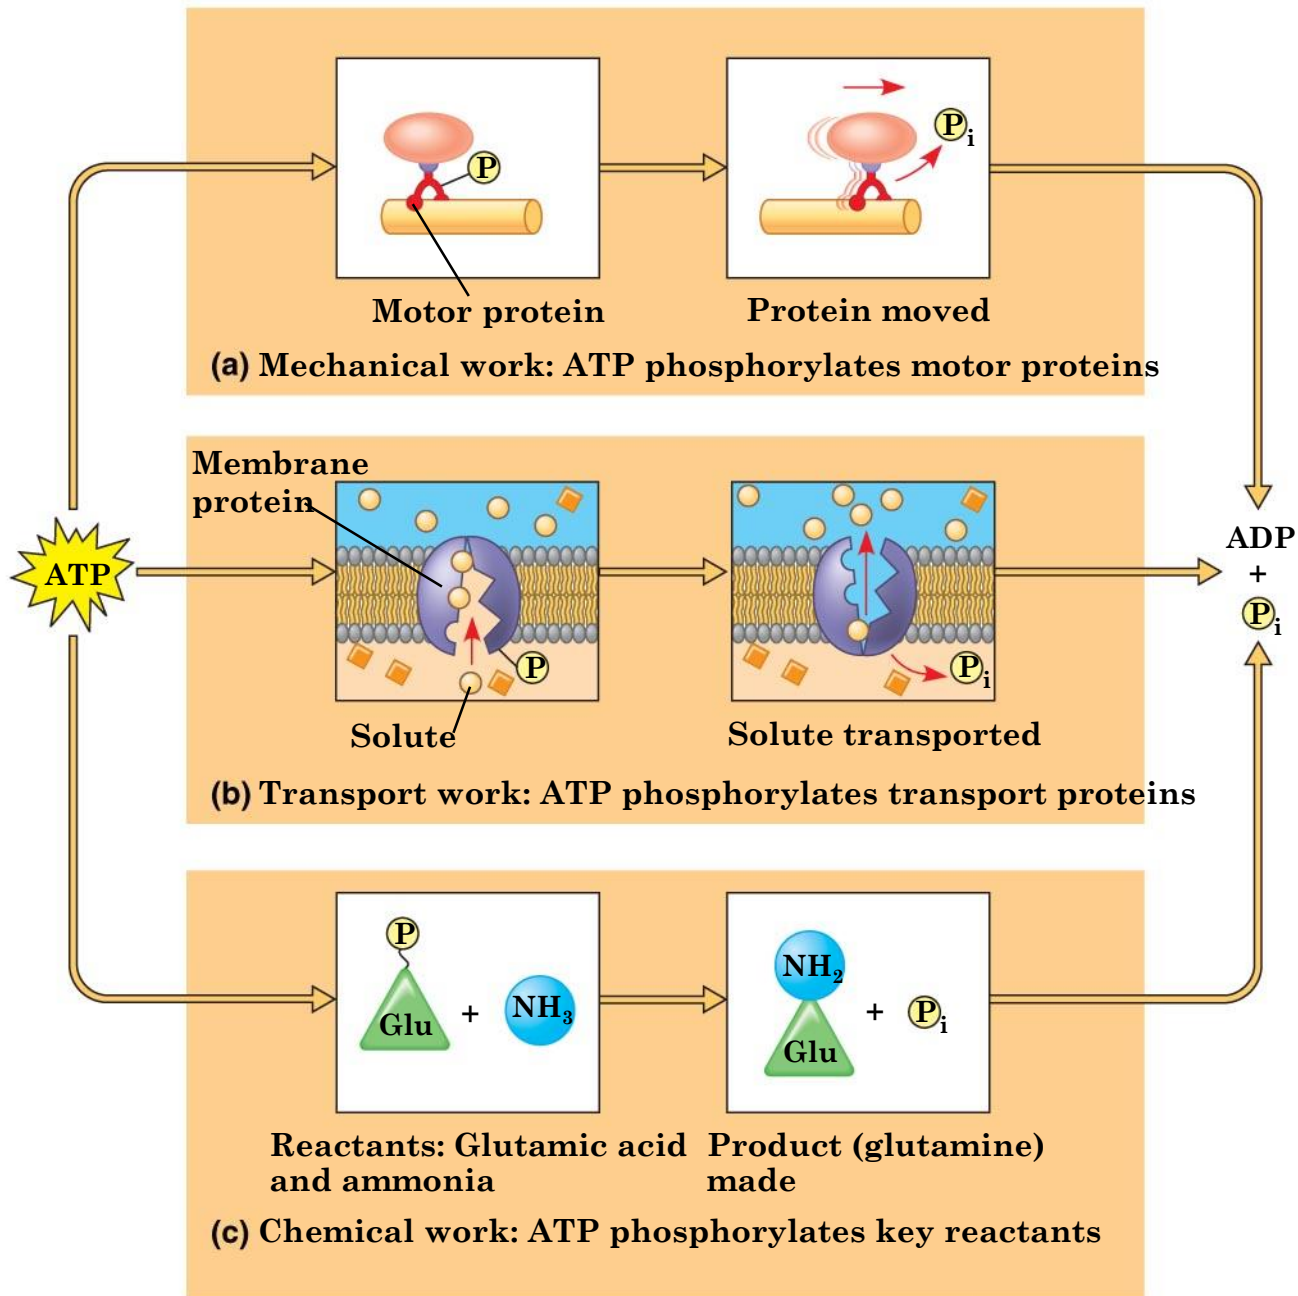 P
P i
Motor protein
Protein moved
(a) Mechanical work: ATP phosphorylates motor proteins
Membrane
protein
ATP
P
P i
ADP
+
P i
Solute
Solute transported
(b) Transport work: ATP phosphorylates transport proteins
P
Glu
+
NH3
NH2
Glu
+
P i
Reactants: Glutamic acid
and ammonia
Product (glutamine)
made
(c) Chemical work: ATP phosphorylates key reactants